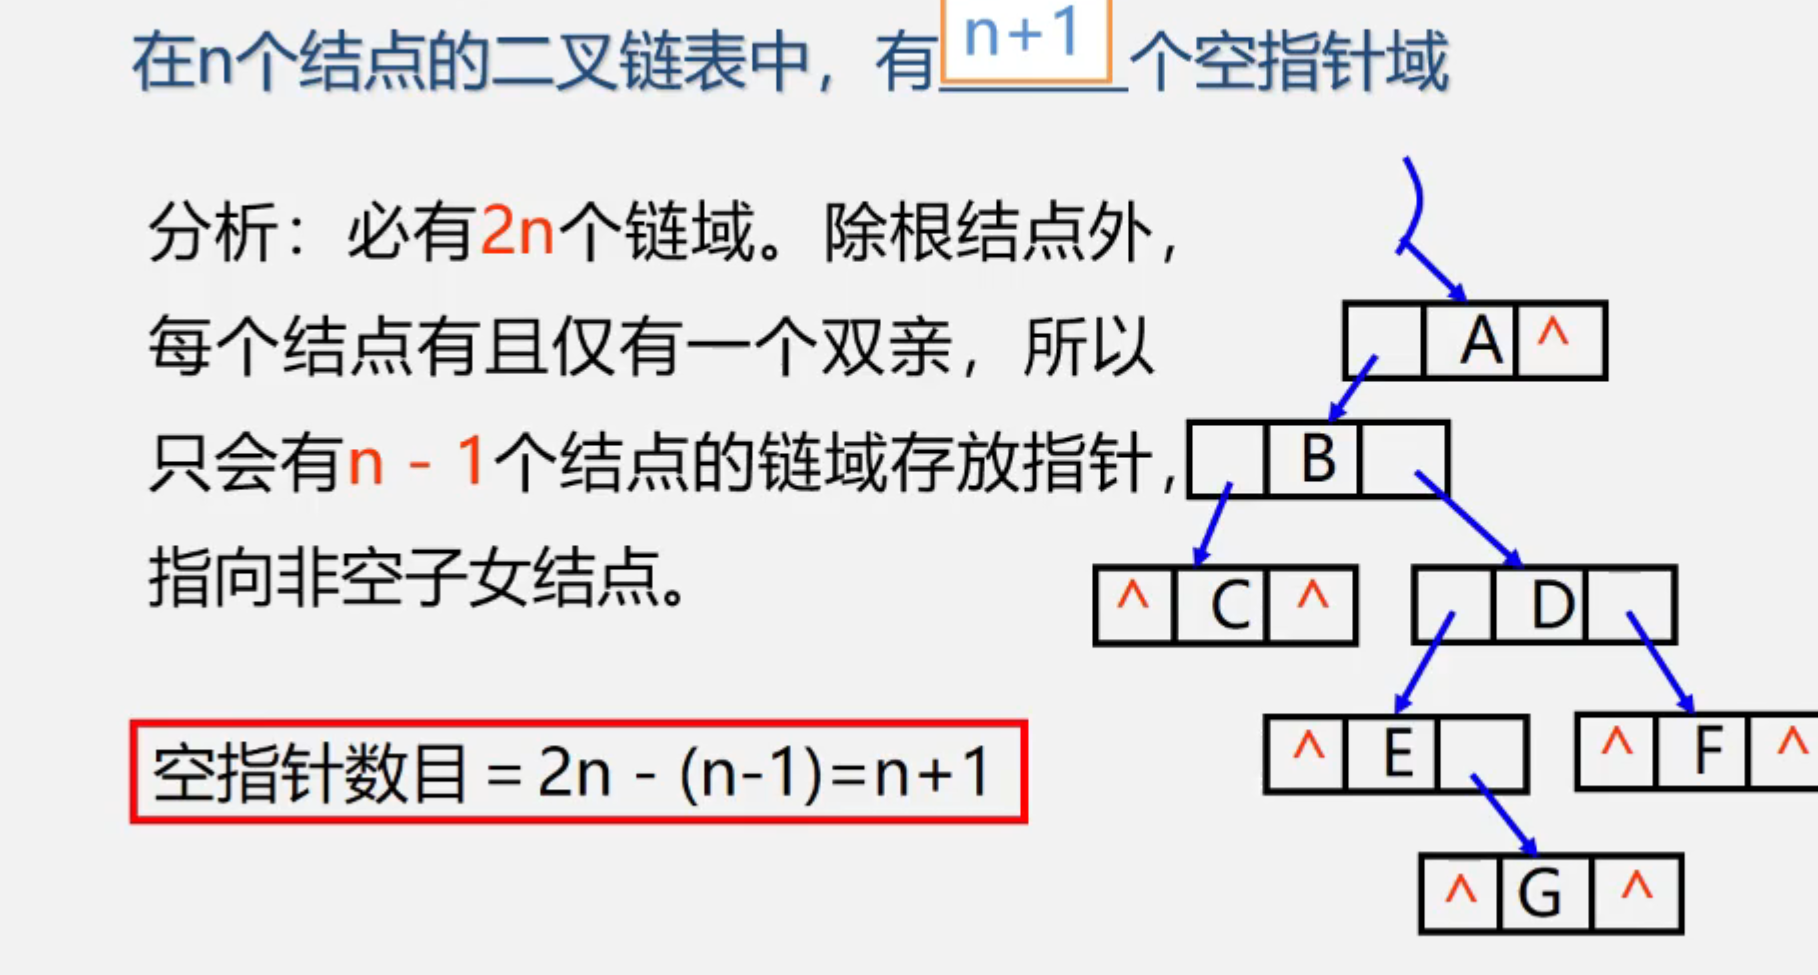 在n个结点的二叉链表中，有n+1个空指针域
分析：必有2n个链域。除根结点外，
每个结点有且仅有一个双亲，所以
只会有n - 1个结点的链域存放指针，
指向非空子女结点。
空指针数目 = 2n - (n-1)=n+1
A ^
B
^ C ^
D
^ E
^ F ^
^ G ^